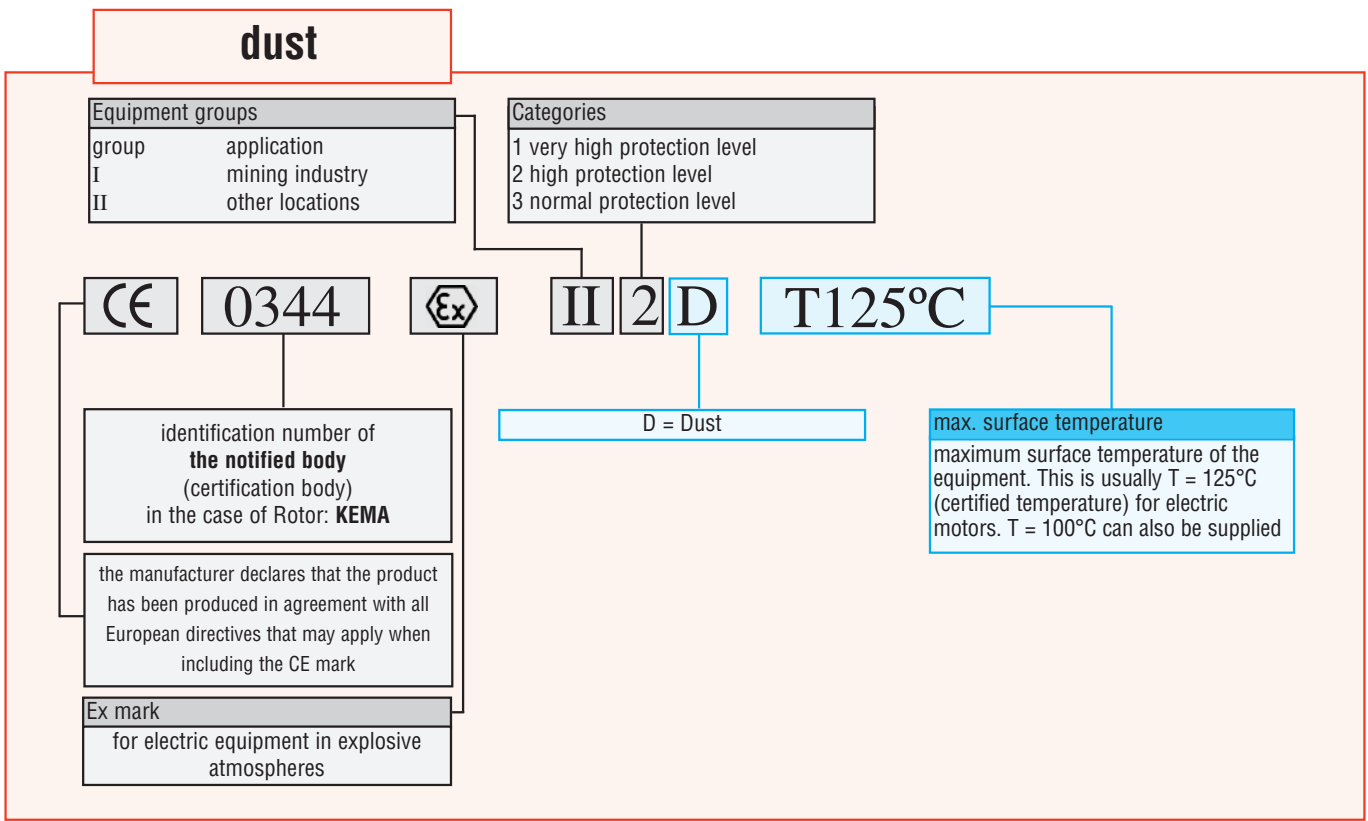 dust
Equipment groups
group application
I mining industry
II other locations
Categories
1 very high protection level
2 high protection level
3 normal protection level
CE 0344 Ex II 2 D T125ºC
identification number of
the notified body
(certification body)
in the case of Rotor: KEMA
D = Dust
max. surface temperature
maximum surface temperature of the
equipment. This is usually T = 125°C
(certified temperature) for electric
motors. T = 100°C can also be supplied
the manufacturer declares that the product
has been produced in agreement with all
European directives that may apply when
including the CE mark
Ex mark
for electric equipment in explosive
atmospheres